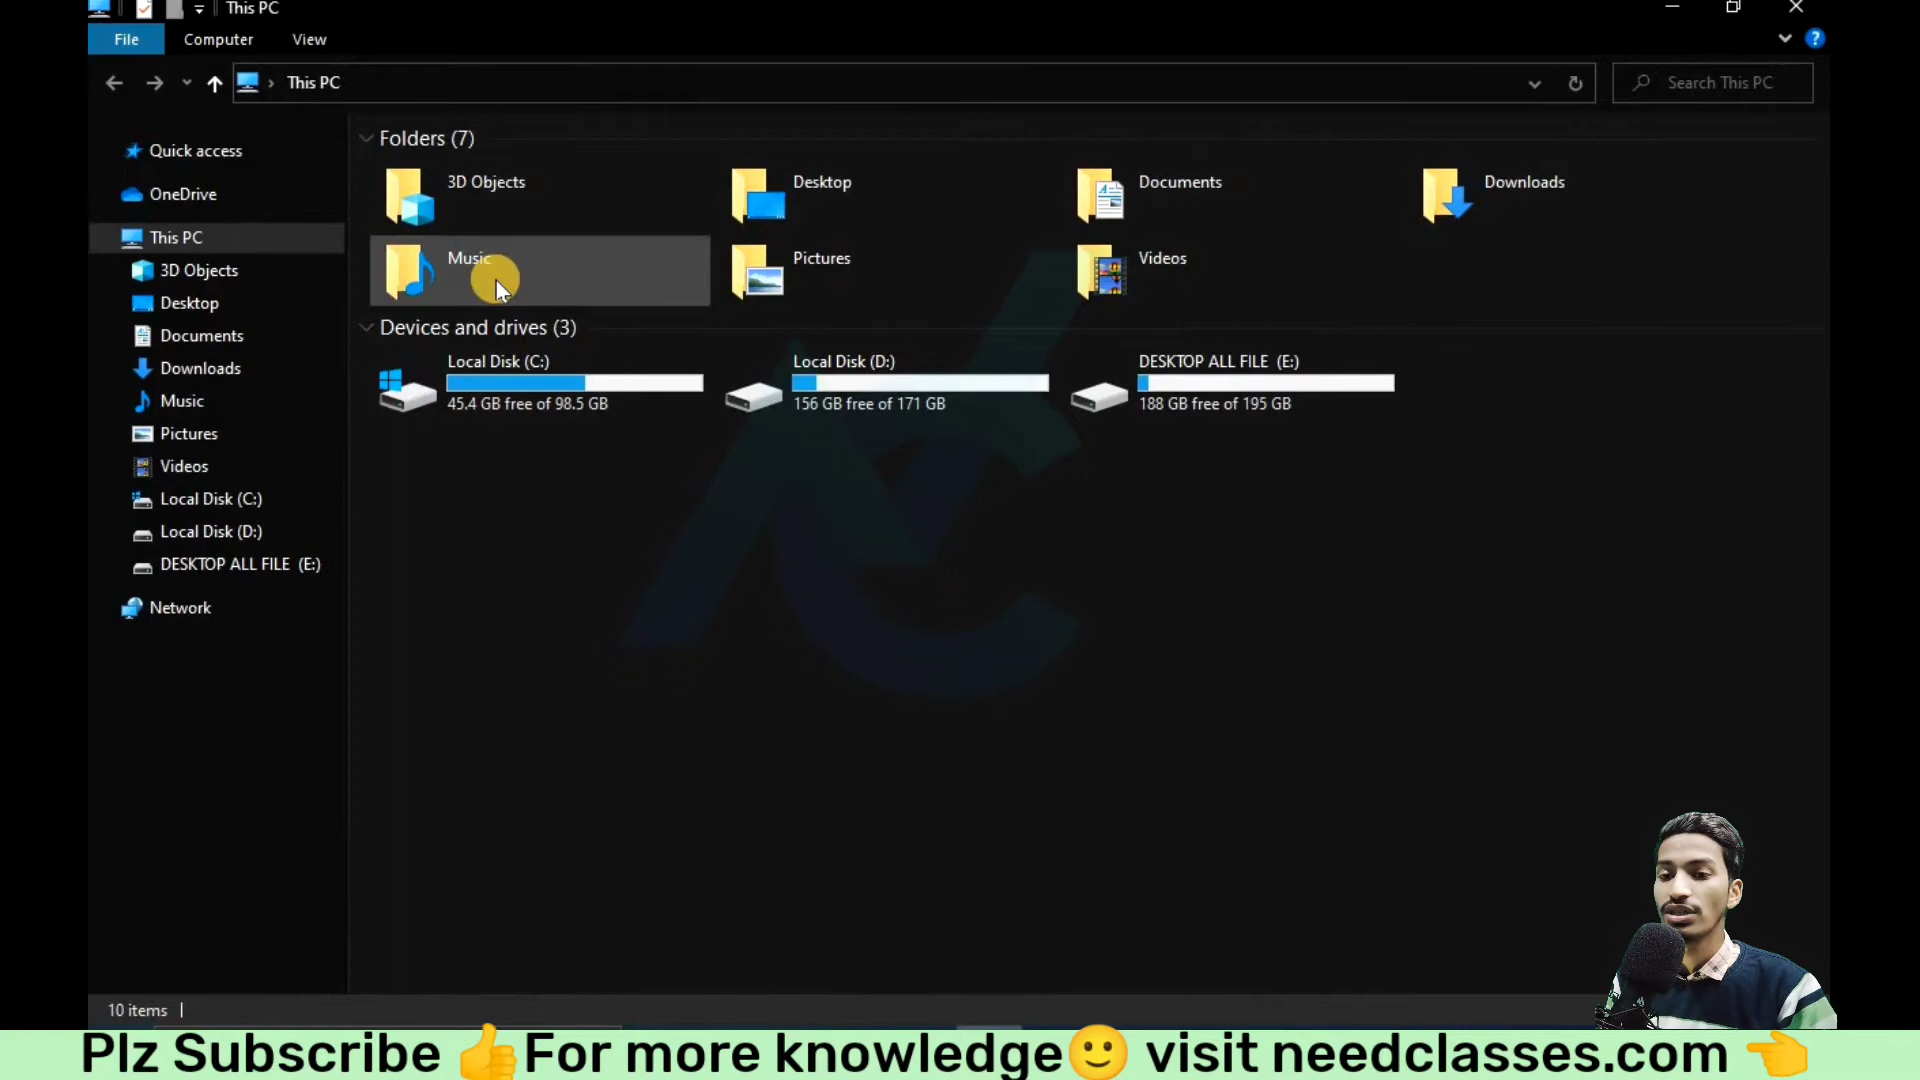 This PC
File Computer View
This PC
Search This PC
Quick access
OneDrive
This PC
3D Objects
Desktop
Documents
Downloads
Music
Pictures
Videos
Local Disk (C:)
Local Disk (D:)
DESKTOP ALL FILE (E:)
Network
Folders (7)
3D Objects
Desktop
Documents
Downloads
Music
Pictures
Videos
Devices and drives (3)
Local Disk (C:)
45.4 GB free of 98.5 GB
Local Disk (D:)
156 GB free of 171 GB
DESKTOP ALL FILE (E:)
188 GB free of 195 GB
10 items
Plz Subscribe 👍For more knowledge🙂 visit needclasses.com 👈